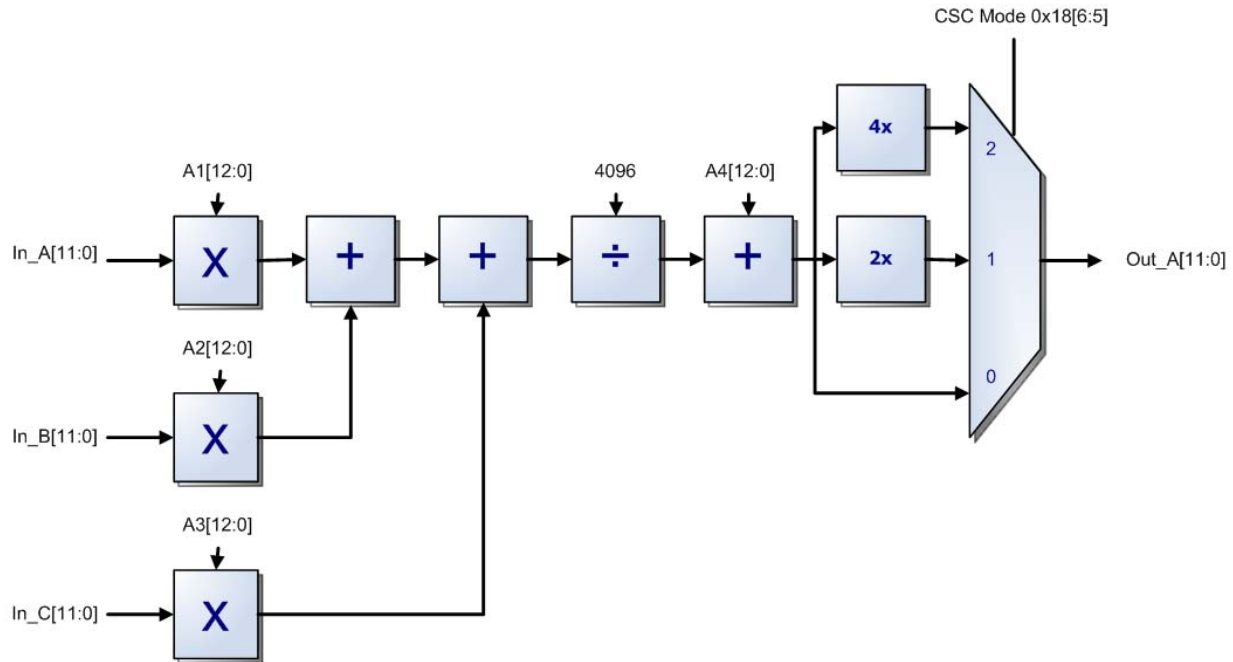 CSC Mode 0x18[6:5]
4x
2
A1[12:0]
4096
A4[12:0]
In_A[11:0]
X
+
+
÷
+
2x
1
Out_A[11:0]
A2[12:0]
0
In_B[11:0]
X
A3[12:0]
In_C[11:0]
X